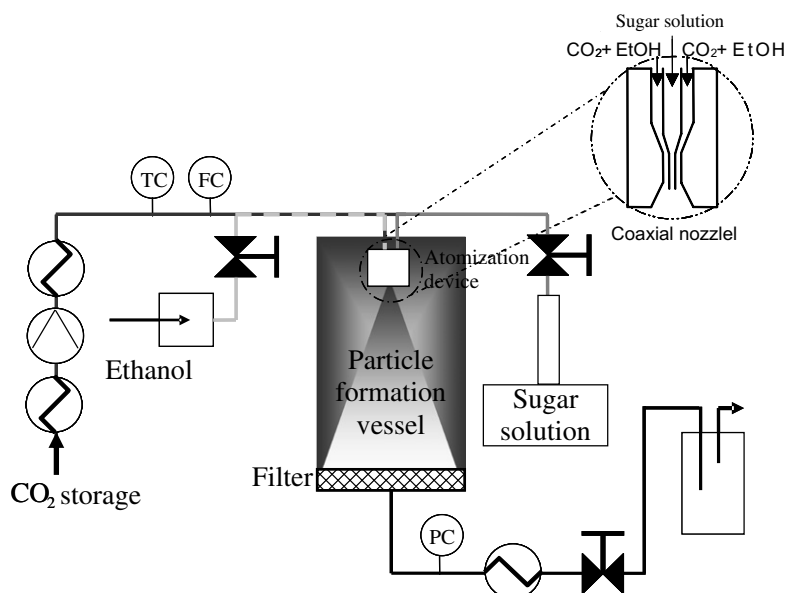 Sugar solution
CO₂+ EtOH CO₂+ EtOH
Coaxial nozzlel
TC
FC
Atomization
device
Ethanol
Particle
formation
vessel
Sugar
solution
Filter
CO₂ storage
PC